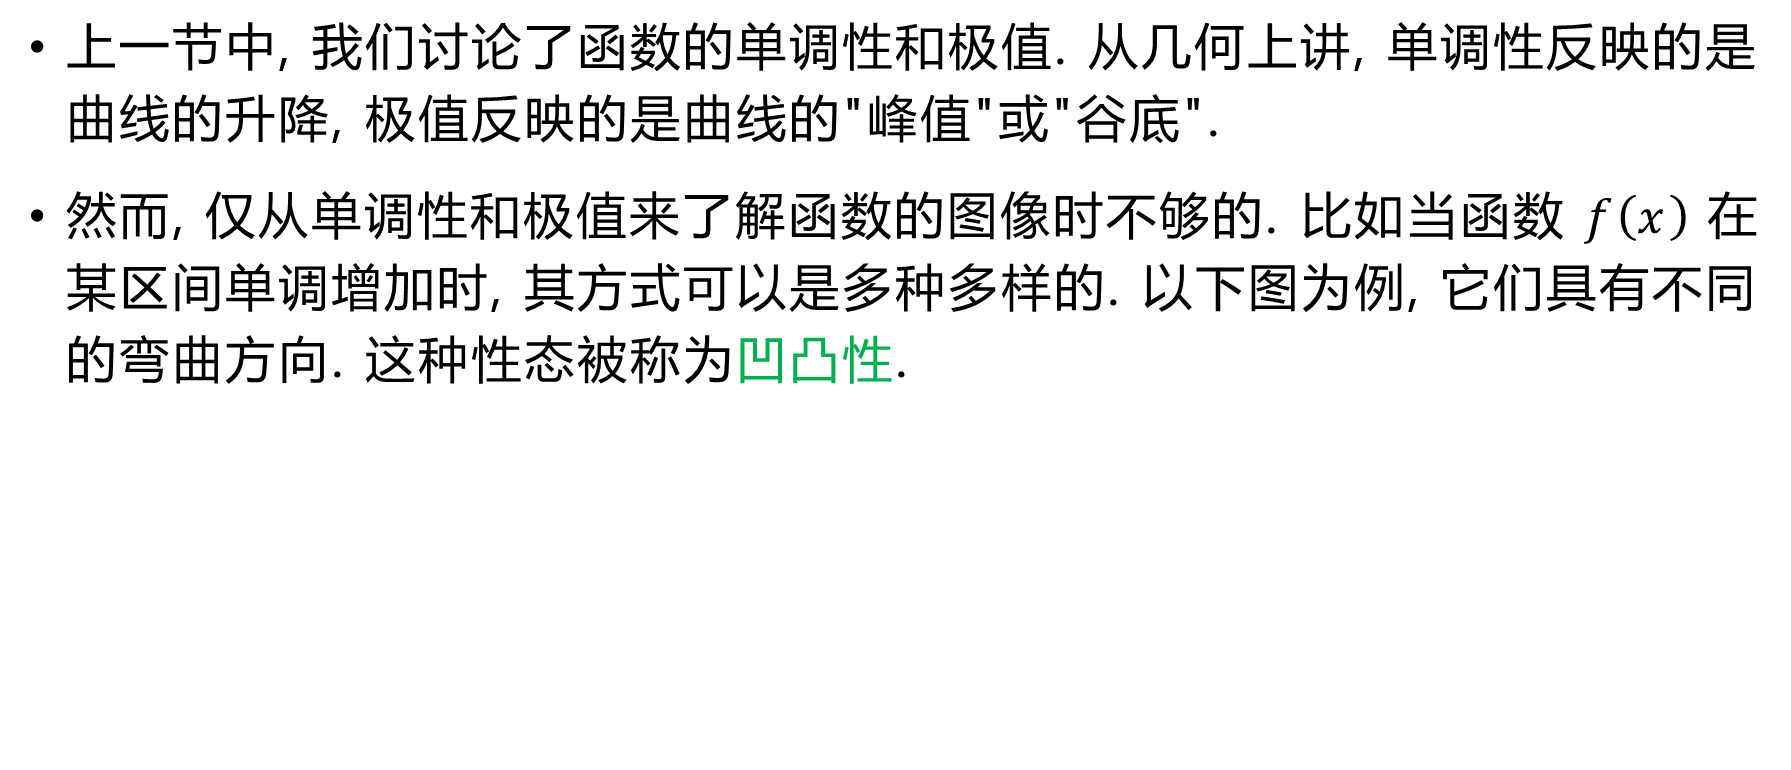 • 上一节中, 我们讨论了函数的单调性和极值. 从几何上讲, 单调性反映的是
曲线的升降, 极值反映的是曲线的"峰值"或"谷底".
• 然而, 仅从单调性和极值来了解函数的图像时不够的. 比如当函数 f(x) 在
某区间单调增加时, 其方式可以是多种多样的. 以下图为例, 它们具有不同
的弯曲方向. 这种性态被称为凹凸性.